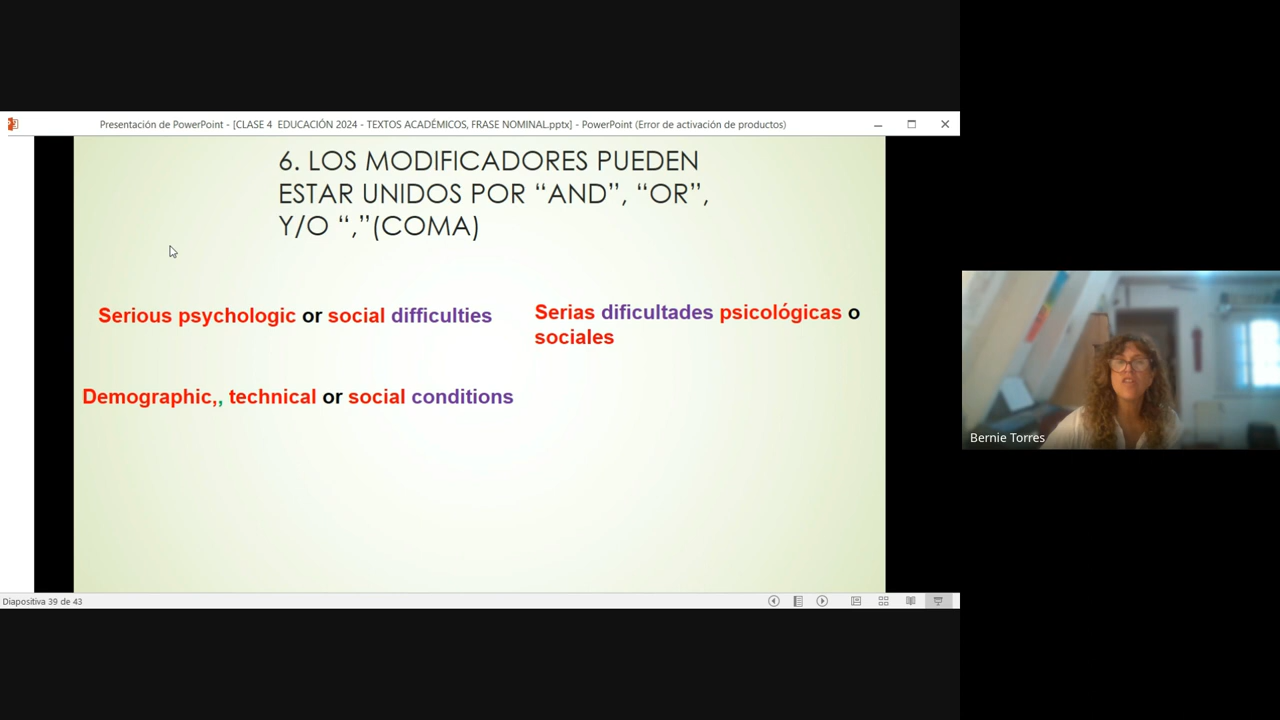 Presentación de PowerPoint - [CLASE 4 EDUCACIÓN 2024 - TEXTOS ACADÉMICOS, FRASE NOMINAL.pptx] - PowerPoint (Error de activación de productos)
6. LOS MODIFICADORES PUEDEN
ESTAR UNIDOS POR “AND”, “OR”,
Y/O “,”(COMA)
Serious psychologic or social difficulties
Serias dificultades psicológicas o
sociales
Demographic,, technical or social conditions
Bernie Torres
Diapositiva 39 de 43